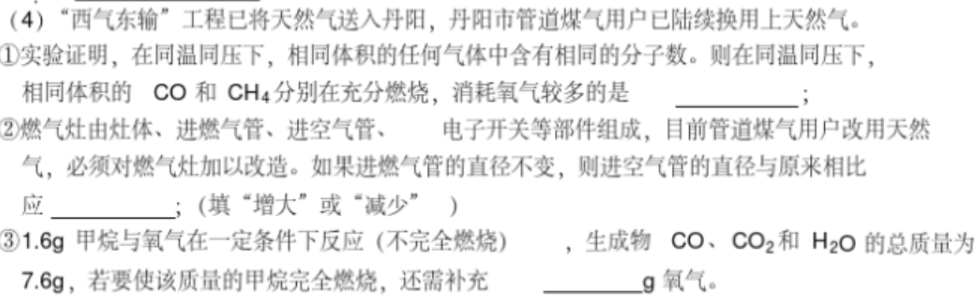 （4）“西气东输”工程已将天然气送入丹阳，丹阳市管道煤气用户已陆续换用上天然气。
①实验证明，在同温同压下，相同体积的任何气体中含有相同的分子数。则在同温同压下，
相同体积的 CO 和 CH₄分别在充分燃烧，消耗氧气较多的是 ________；
②燃气灶由灶体、进燃气管、进空气管、 电子开关等部件组成，目前管道煤气用户改用天然
气，必须对燃气灶加以改造。如果进燃气管的直径不变，则进空气管的直径与原来相比
应 ________；（填“增大”或“减少” ）
③1.6g 甲烷与氧气在一定条件下反应（不完全燃烧） ，生成物 CO、CO₂和 H₂O 的总质量为
7.6g，若要使该质量的甲烷完全燃烧，还需补充 ________g 氧气。